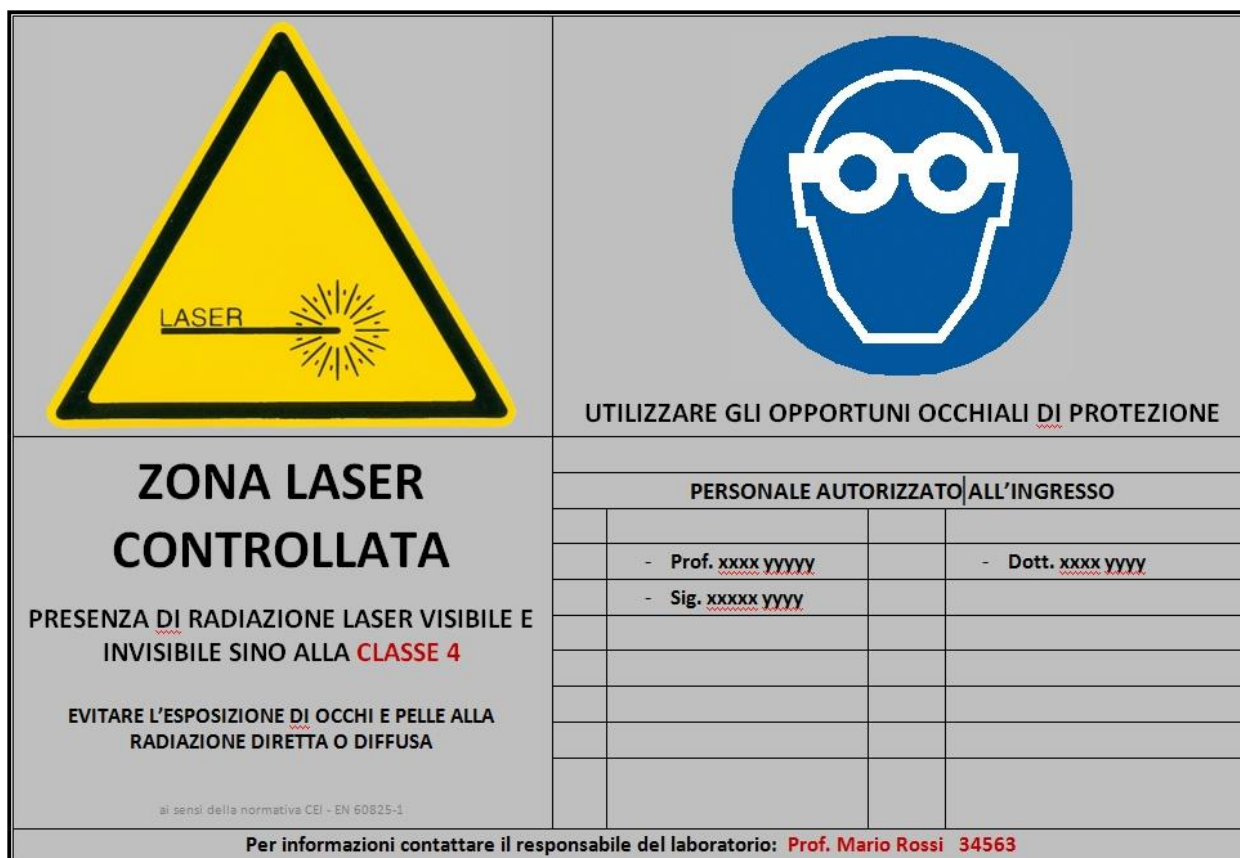 LASER
UTILIZZARE GLI OPPORTUNI OCCHIALI DI PROTEZIONE
ZONA LASER
CONTROLLATA
PRESENZA DI RADIAZIONE LASER VISIBILE E
INVISIBILE SINO ALLA CLASSE 4
EVITARE L'ESPOSIZIONE DI OCCHI E PELLE ALLA
RADIAZIONE DIRETTA O DIFFUSA
ai sensi della normativa CEI - EN 60825-1
PERSONALE AUTORIZZATO ALL'INGRESSO
- Prof. xxxx yyyyy
- Dott. xxxx yyyy
- Sig. xxxxx yyyy
Per informazioni contattare il responsabile del laboratorio: Prof. Mario Rossi 34563